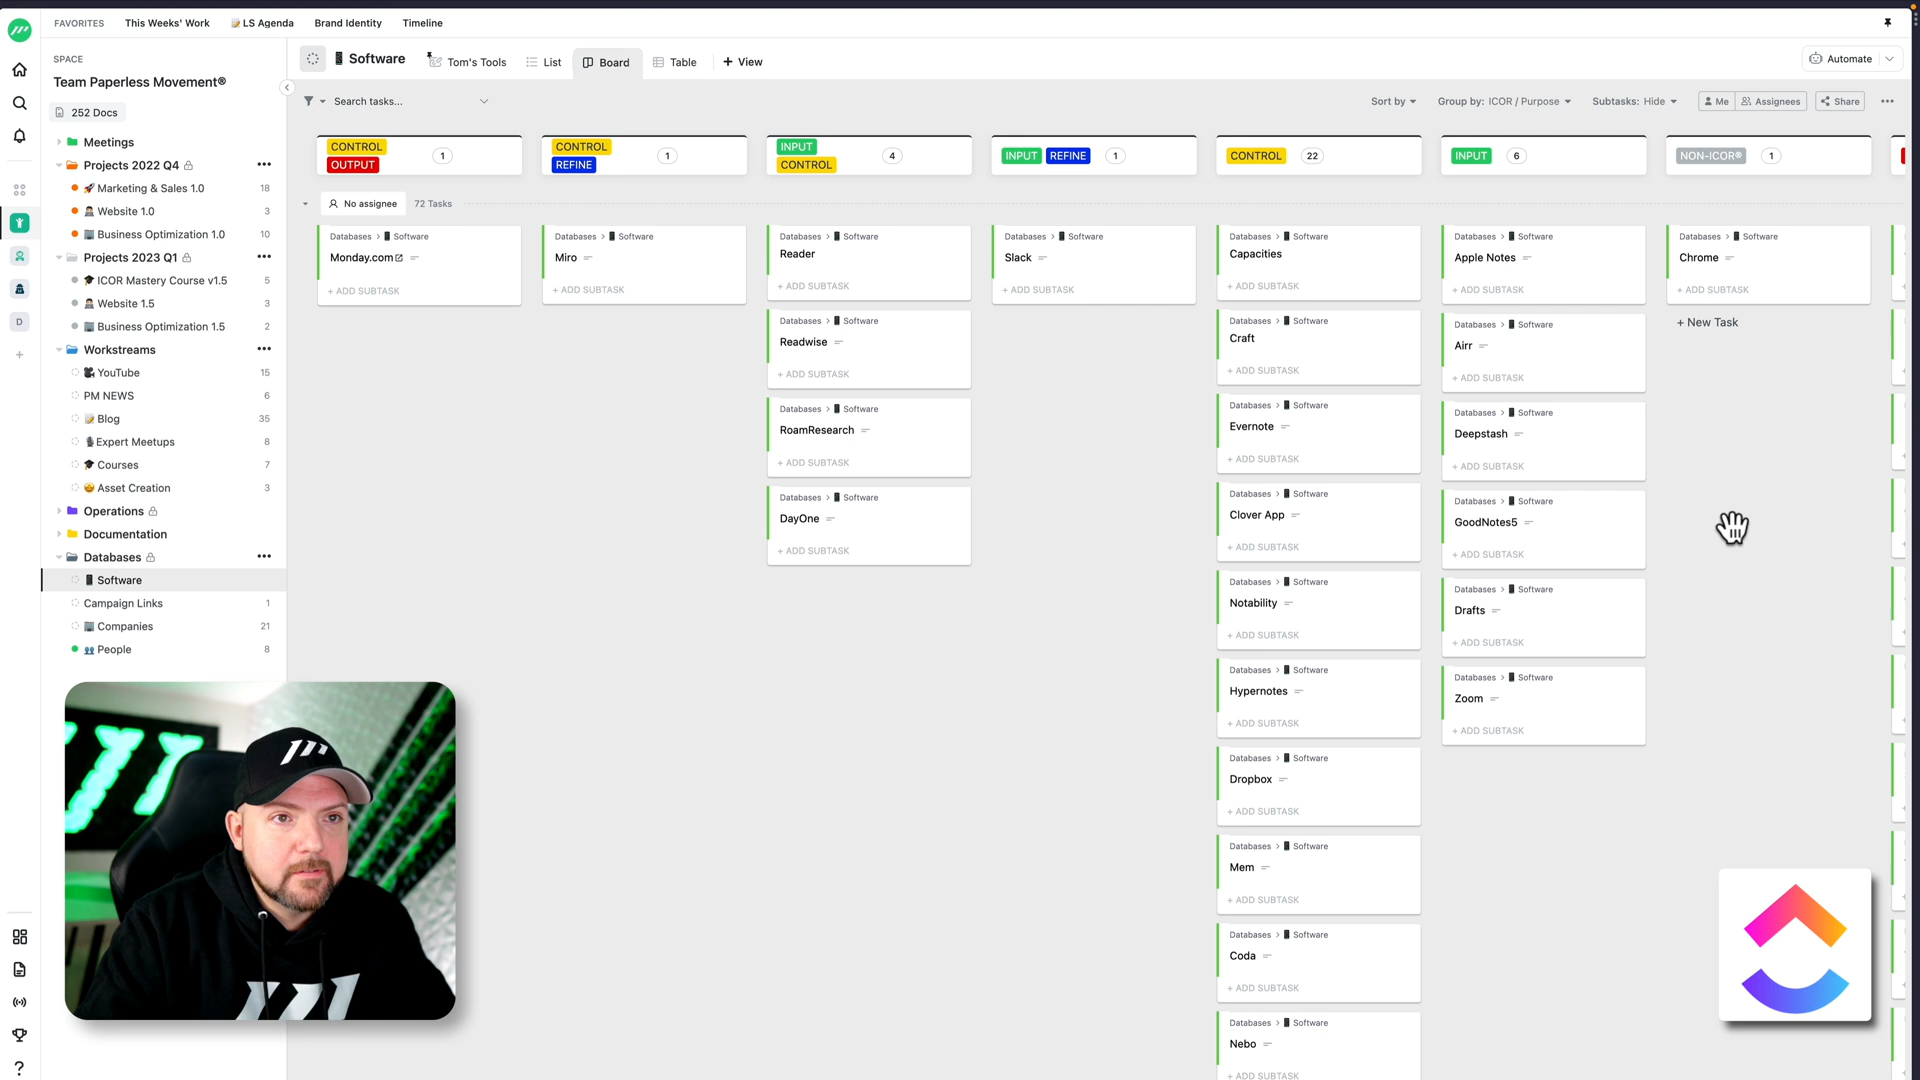 FAVORITES
This Weeks' Work
📝 LS Agenda
Brand Identity
Timeline
SPACE
Team Paperless Movement®
252 Docs
Meetings
Projects 2022 Q4
Marketing & Sales 1.0 18
Website 1.0 3
Business Optimization 1.0 10
Projects 2023 Q1
ICOR Mastery Course v1.5 5
Website 1.5 3
Business Optimization 1.5 2
Workstreams
YouTube 15
PM NEWS 6
Blog 35
Expert Meetups 8
Courses 7
Asset Creation 3
Operations
Documentation
Databases
Software
Campaign Links 1
Companies 21
People 8
D
?
Software
Tom's Tools
List
Board
Table
+ View
Automate
Search tasks...
Sort by
Group by: ICOR / Purpose
Subtasks: Hide
Me
Assignees
Share
CONTROL
OUTPUT
1
CONTROL
REFINE
1
INPUT
CONTROL
4
INPUT REFINE 1
CONTROL 22
INPUT 6
NON-ICOR® 1
No assignee 72 Tasks
Databases > Software
Monday.com
+ ADD SUBTASK
Databases > Software
Miro
+ ADD SUBTASK
Databases > Software
Reader
+ ADD SUBTASK
Databases > Software
Readwise
+ ADD SUBTASK
Databases > Software
RoamResearch
+ ADD SUBTASK
Databases > Software
DayOne
+ ADD SUBTASK
Databases > Software
Slack
+ ADD SUBTASK
Databases > Software
Capacities
+ ADD SUBTASK
Databases > Software
Craft
+ ADD SUBTASK
Databases > Software
Evernote
+ ADD SUBTASK
Databases > Software
Clover App
+ ADD SUBTASK
Databases > Software
Notability
+ ADD SUBTASK
Databases > Software
Hypernotes
+ ADD SUBTASK
Databases > Software
Dropbox
+ ADD SUBTASK
Databases > Software
Mem
+ ADD SUBTASK
Databases > Software
Coda
+ ADD SUBTASK
Databases > Software
Nebo
+ ADD SUBTASK
Databases > Software
Apple Notes
+ ADD SUBTASK
Databases > Software
Airr
+ ADD SUBTASK
Databases > Software
Deepstash
+ ADD SUBTASK
Databases > Software
GoodNotes5
+ ADD SUBTASK
Databases > Software
Drafts
+ ADD SUBTASK
Databases > Software
Zoom
+ ADD SUBTASK
Databases > Software
Chrome
+ ADD SUBTASK
+ New Task